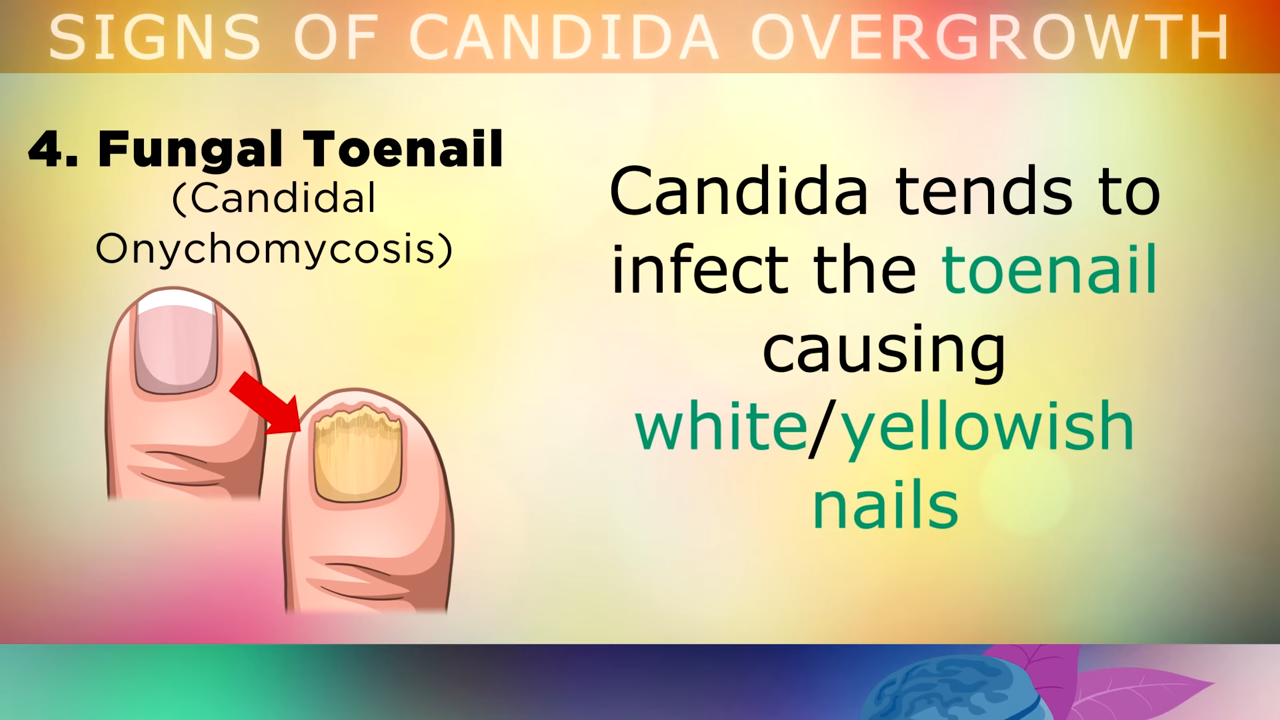 SIGNS OF CANDIDA OVERGROWTH
4. Fungal Toenail
(Candidal
Onychomycosis)
Candida tends to
infect the toenail
causing
white/yellowish
nails